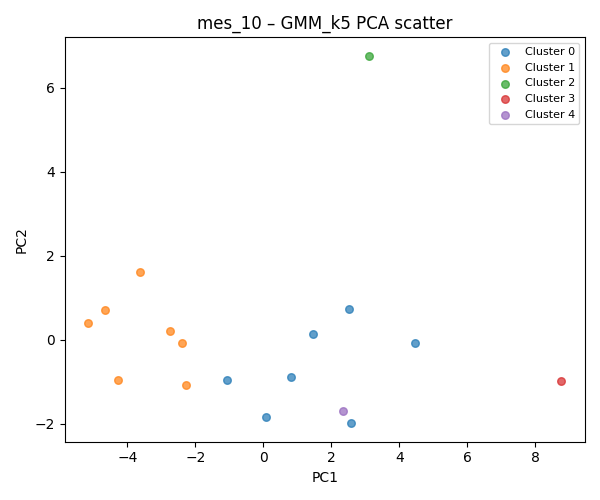 mes_10 – GMM_k5 PCA scatter
Cluster 0
Cluster 1
Cluster 2
Cluster 3
Cluster 4
PC2
6
4
2
0
−2
−4
−2
0
2
4
6
8
PC1